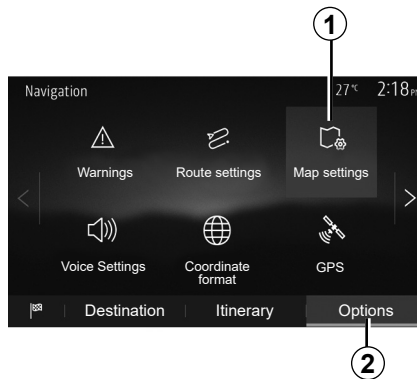 1
Navigation 27 °C 2:18 PM
Warnings Route settings Map settings
Voice Settings Coordinate format GPS
Destination Itinerary Options
2